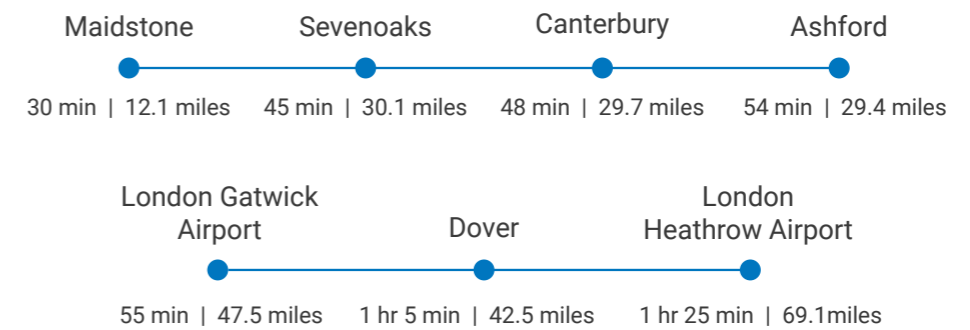 Maidstone Sevenoaks Canterbury Ashford
30 min | 12.1 miles 45 min | 30.1 miles 48 min | 29.7 miles 54 min | 29.4 miles
London Gatwick
Airport
Dover
London
Heathrow Airport
55 min | 47.5 miles 1 hr 5 min | 42.5 miles 1 hr 25 min | 69.1miles